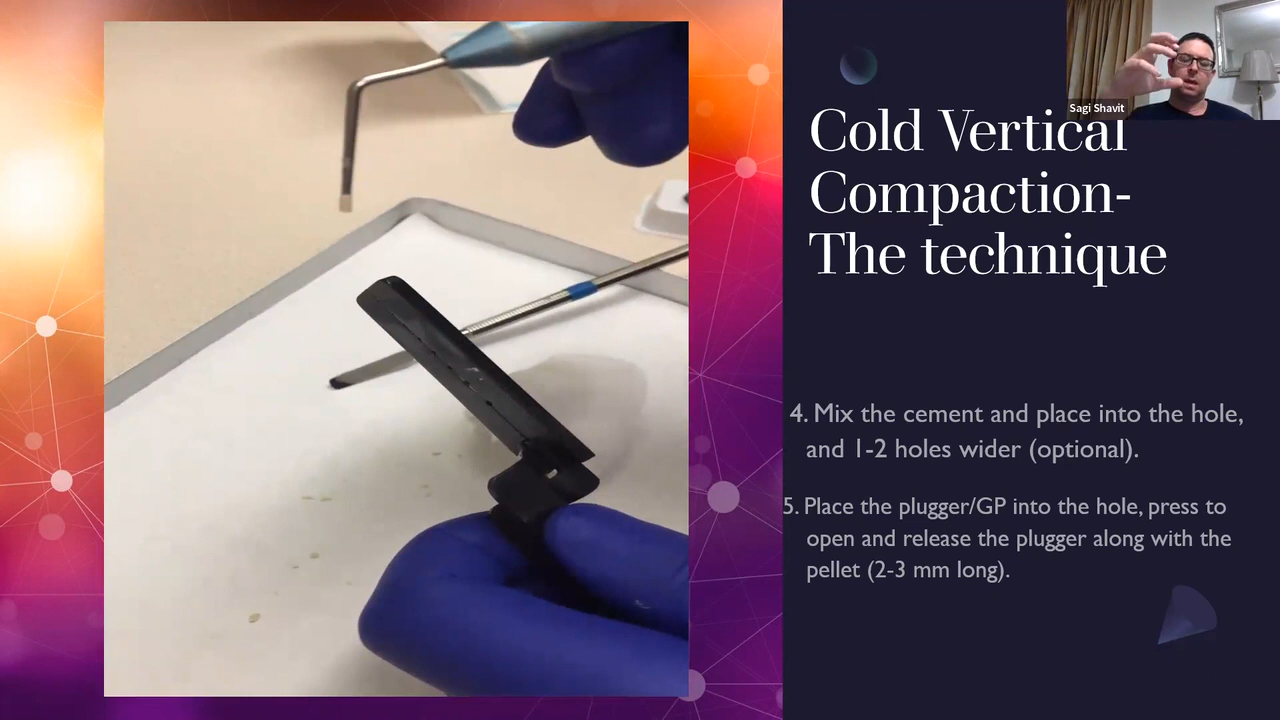 Sagi Shavit
Cold Vertical
Compaction-
The technique
4. Mix the cement and place into the hole,
and 1-2 holes wider (optional).
5. Place the plugger/GP into the hole, press to
open and release the plugger along with the
pellet (2-3 mm long).